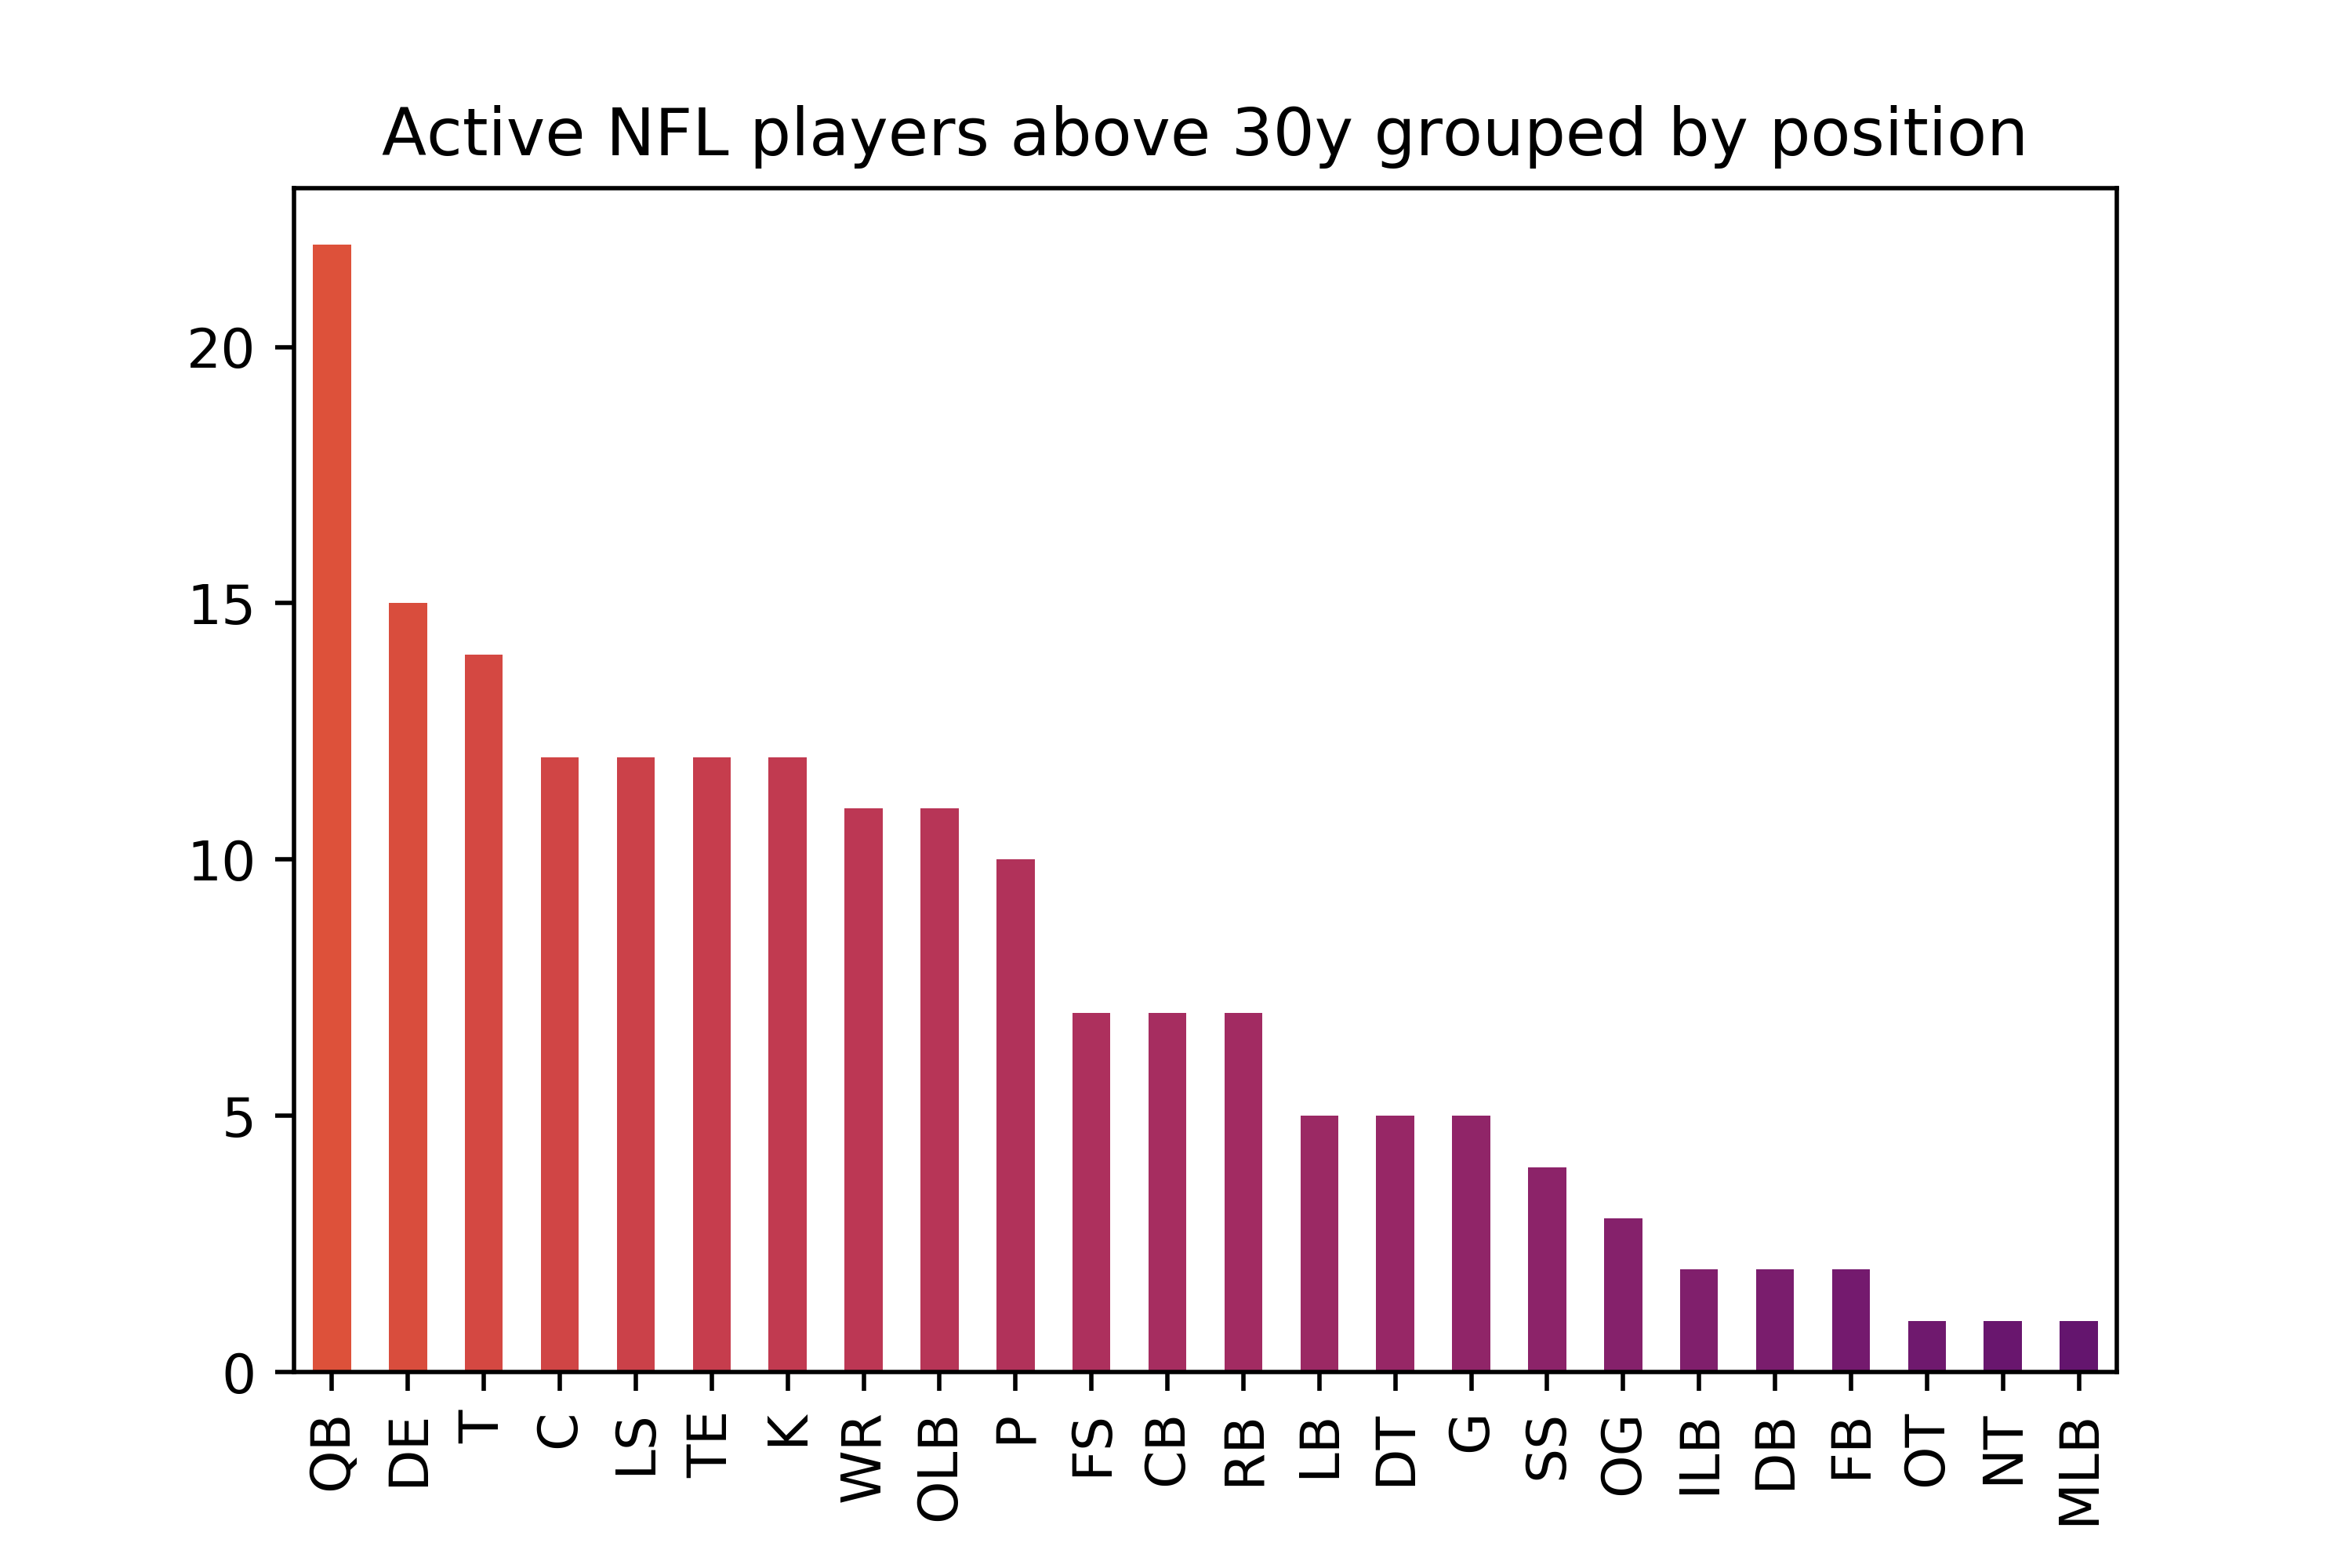 Active NFL players above 30y grouped by position
20
15
10
5
0
QB
DE
T
C
LS
TE
K
WR
OLB
P
FS
CB
RB
LB
DT
G
SS
OG
ILB
DB
FB
OT
NT
MLB